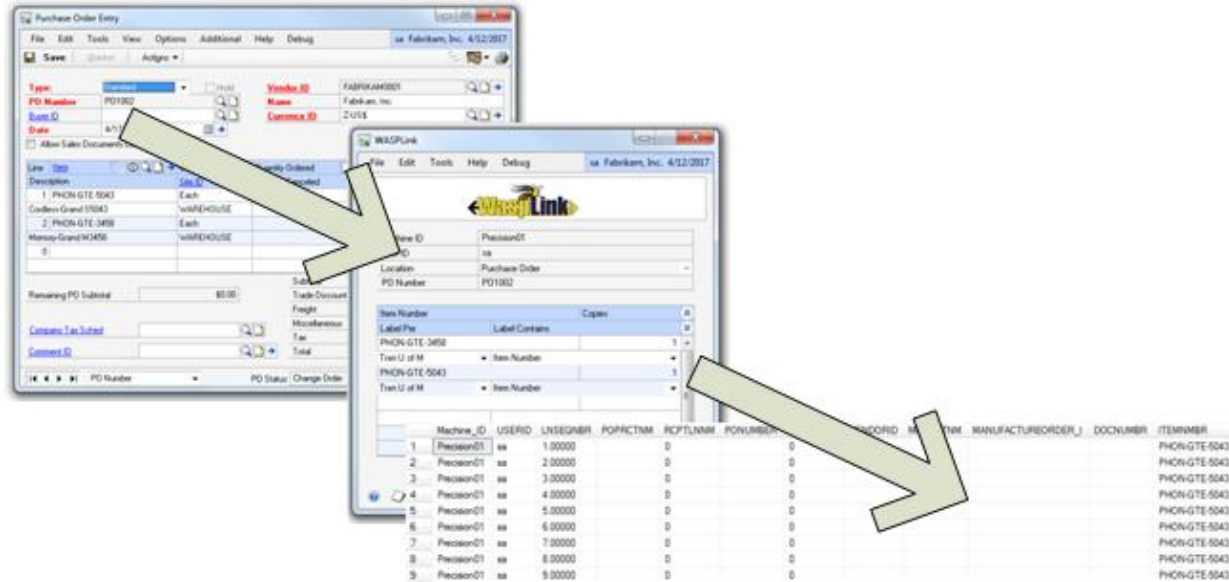 Purchase Order Entry
File Edit Tools View Options Additional Help Debug
sa Fabrikam, Inc. 4/12/2017
Save Actions
Type: Standard Hold Vendor ID FABRIKAM0001
PO Number PO1002 Name Fabrikam, Inc.
Buyer ID Currency ID Z-US$
Date
Allow Sales Documents
Line Item Quantity Ordered
Description Site ID Canceled
1 PHON-GTE-5043 Each
Cordless-Grand S5043 WAREHOUSE
2 PHON-GTE-3458 Each
Memory-Grand M3458 WAREHOUSE
0
Remaining PO Subtotal $0.00
Trade Discount
Freight
Miscellaneous
Tax
Total
Company Tax Sched
Comment ID
PO Number PO Status Change Order
WASPLink
File Edit Tools Help Debug sa Fabrikam, Inc. 4/12/2017
WaspLink
Precision01
sa
Location Purchase Order
PO Number PO1002
Item Number Copies
Label Per Label Contains
PHON-GTE-3458 1
Tran U of M Item Number
PHON-GTE-5043 1
Tran U of M Item Number
Machine_ID USERID LNSEQNBR POPRCTNM RCPTLNNM PONUMBER MANUFACTUREORDER_I DOCNUMBR ITEMNMBR
1 Precision01 sa 1.00000 0 0 PHON-GTE-5043
2 Precision01 sa 2.00000 0 0 PHON-GTE-5043
3 Precision01 sa 3.00000 0 0 PHON-GTE-5043
4 Precision01 sa 4.00000 0 0 PHON-GTE-5043
5 Precision01 sa 5.00000 0 0 PHON-GTE-5043
6 Precision01 sa 6.00000 0 0 PHON-GTE-5043
7 Precision01 sa 7.00000 0 0 PHON-GTE-5043
8 Precision01 sa 8.00000 0 0 PHON-GTE-5043
9 Precision01 sa 9.00000 0 0 PHON-GTE-5043